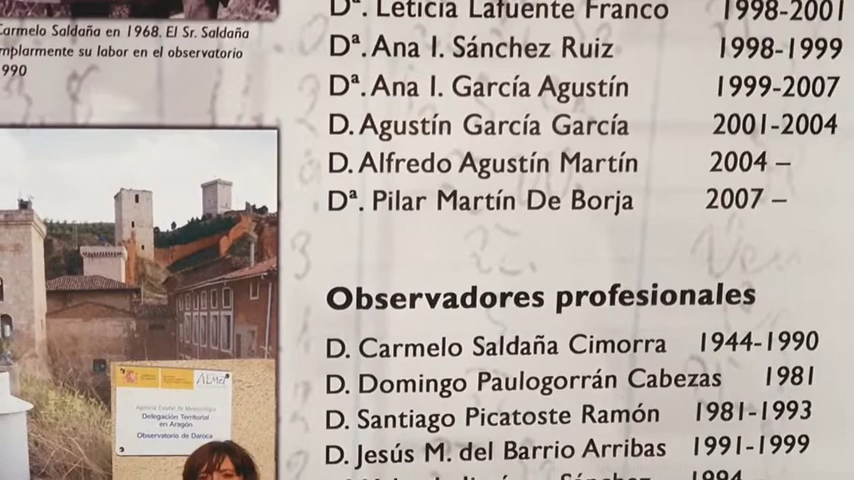 Carmelo Saldaña en 1968. El Sr. Saldaña
mplarmente su labor en el observatorio
990
Dª. Leticia Lafuente Franco 1998-2001
Dª. Ana I. Sánchez Ruiz 1998-1999
Dª. Ana I. García Agustín 1999-2007
D. Agustín García García 2001-2004
D. Alfredo Agustín Martín 2004 –
Dª. Pilar Martín De Borja 2007 –
Observadores profesionales
D. Carmelo Saldaña Cimorra 1944-1990
D. Domingo Paulogorrán Cabezas 1981
D. Santiago Picatoste Ramón 1981-1993
D. Jesús M. del Barrio Arribas 1991-1999
Sánchez 1994
AEMet
Agencia Estatal de Meteorología
Delegación Territorial
en Aragón
Observatorio de Daroca